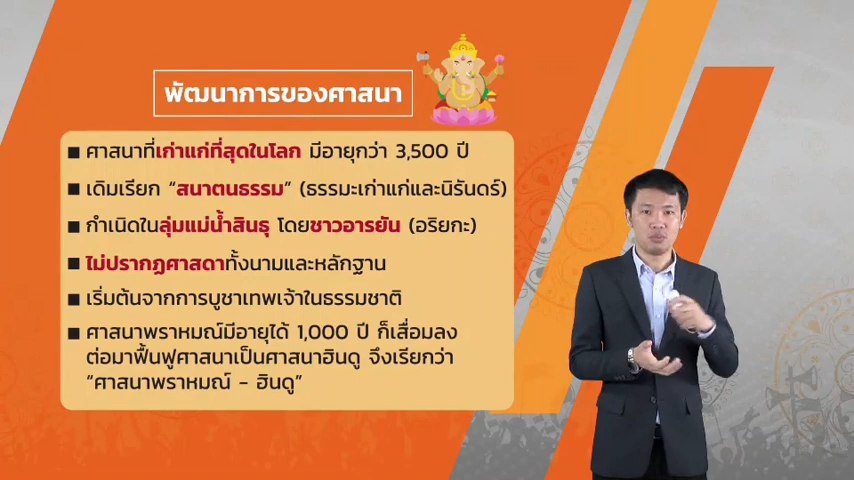 พัฒนาการของศาสนา
■ ศาสนาที่เก่าแก่ที่สุดในโลก มีอายุกว่า 3,500 ปี
■ เดิมเรียก “สนาตนธรรม” (ธรรมะเก่าแก่และนิรันดร์)
■ กำเนิดในลุ่มแม่น้ำสินธุ โดยชาวอารยัน (อริยกะ)
■ ไม่ปรากฏศาสดาทั้งนามและหลักฐาน
■ เริ่มต้นจากการบูชาเทพเจ้าในธรรมชาติ
■ ศาสนาพราหมณ์มีอายุได้ 1,000 ปี ก็เสื่อมลง
ต่อมาฟื้นฟูศาสนาเป็นศาสนาฮินดู จึงเรียกว่า
“ศาสนาพราหมณ์ - ฮินดู”